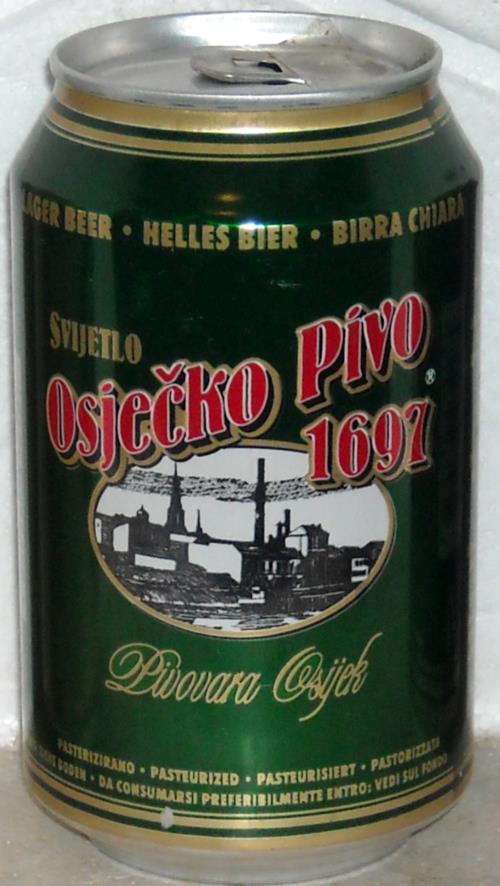 LAGER BEER • HELLES BIER • BIRRA CHIARA
SVIJETLO
Osječko Pivo ®
1697
Pivovara Osijek
PASTERIZIRANO • PASTEURIZED • PASTEURISIERT • PASTORIZZATA
BODEN • DA CONSUMARSI PREFERIBILMENTE ENTRO: VEDI SUL FONDO